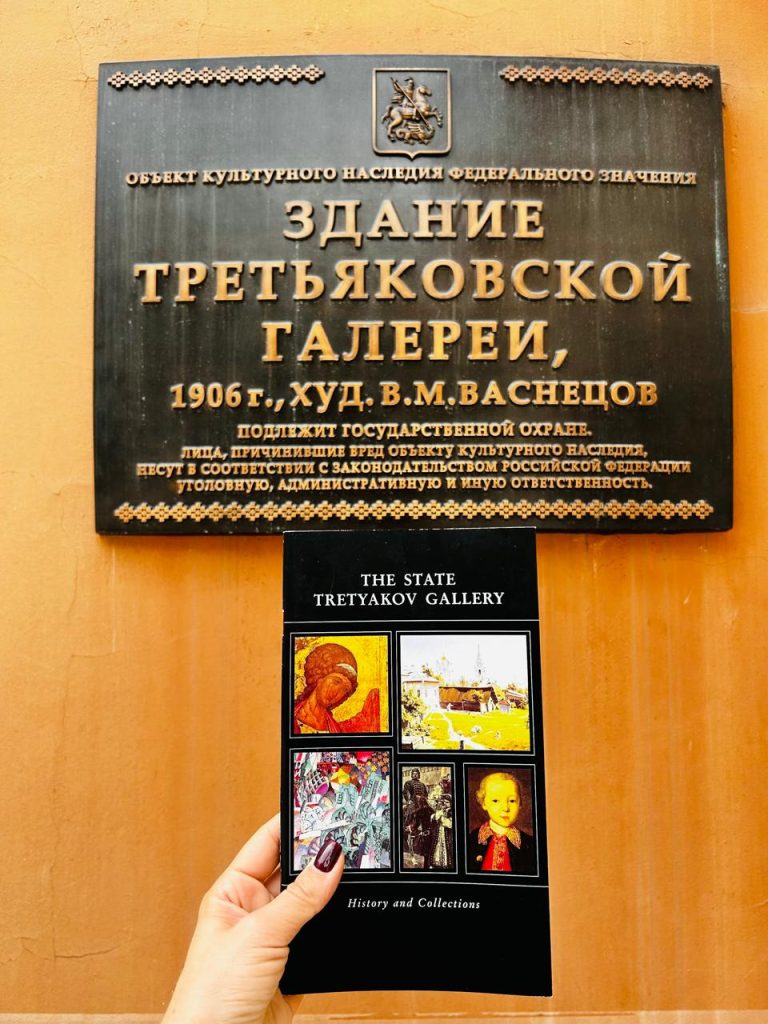 ОБЪЕКТ КУЛЬТУРНОГО НАСЛЕДИЯ ФЕДЕРАЛЬНОГО ЗНАЧЕНИЯ
ЗДАНИЕ
ТРЕТЬЯКОВСКОЙ
ГАЛЕРЕИ,
1906 г., ХУД. В.М.ВАСНЕЦОВ
ПОДЛЕЖИТ ГОСУДАРСТВЕННОЙ ОХРАНЕ.
ЛИЦА, ПРИЧИНИВШИЕ ВРЕД ОБЪЕКТУ КУЛЬТУРНОГО НАСЛЕДИЯ,
НЕСУТ В СООТВЕТСТВИИ С ЗАКОНОДАТЕЛЬСТВОМ РОССИЙСКОЙ ФЕДЕРАЦИИ
УГОЛОВНУЮ, АДМИНИСТРАТИВНУЮ И ИНУЮ ОТВЕТСТВЕННОСТЬ.
THE STATE
TRETYAKOV GALLERY
History and Collections